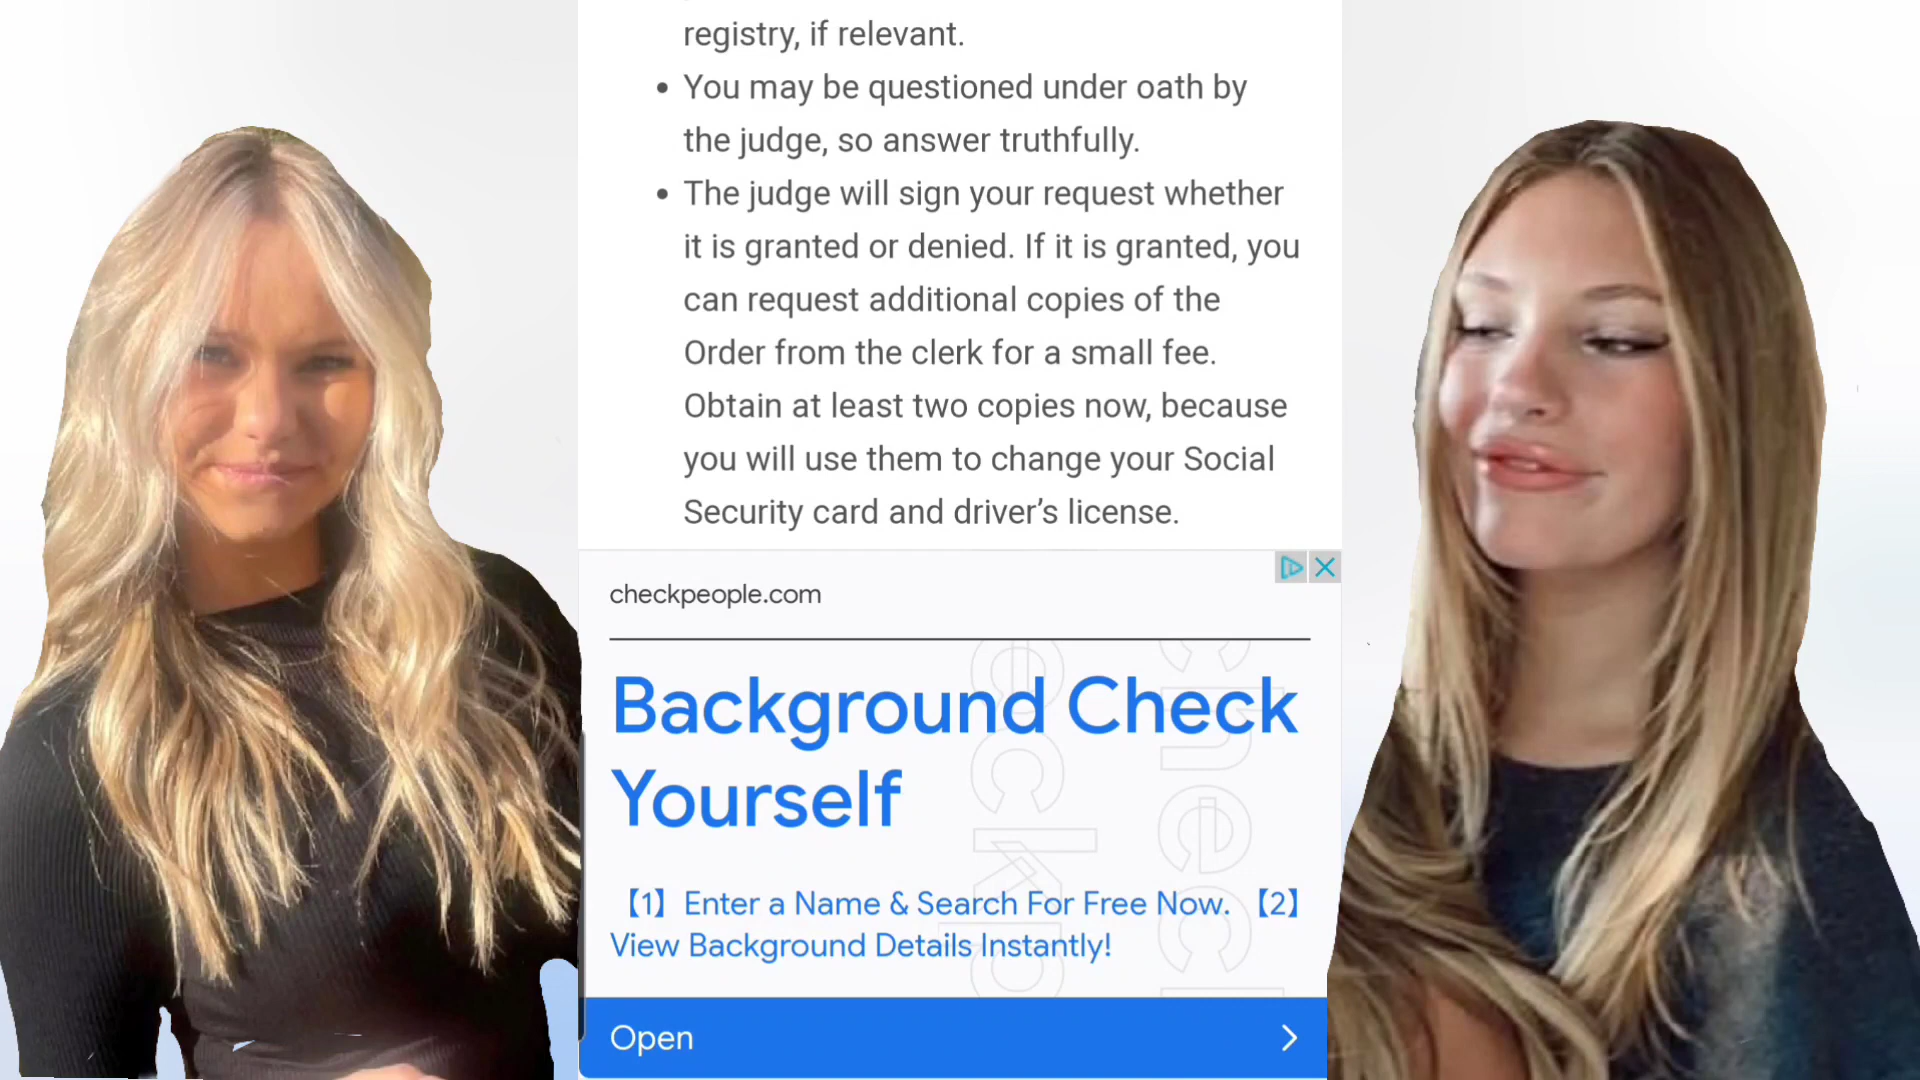 registry, if relevant.
• You may be questioned under oath by
the judge, so answer truthfully.
• The judge will sign your request whether
it is granted or denied. If it is granted, you
can request additional copies of the
Order from the clerk for a small fee.
Obtain at least two copies now, because
you will use them to change your Social
Security card and driver’s license.
checkpeople.com
Background Check
Yourself
【1】Enter a Name & Search For Free Now. 【2】
View Background Details Instantly!
Open